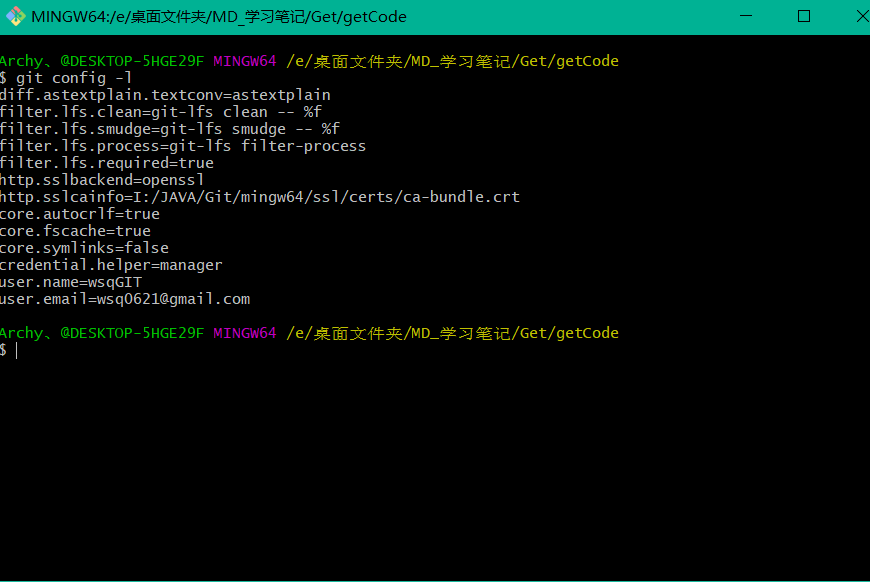 MINGW64:/e/桌面文件夹/MD_学习笔记/Get/getCode
Archy、@DESKTOP-5HGE29F MINGW64 /e/桌面文件夹/MD_学习笔记/Get/getCode
$ git config -l
diff.astextplain.textconv=astextplain
filter.lfs.clean=git-lfs clean -- %f
filter.lfs.smudge=git-lfs smudge -- %f
filter.lfs.process=git-lfs filter-process
filter.lfs.required=true
http.sslbackend=openssl
http.sslcainfo=I:/JAVA/Git/mingw64/ssl/certs/ca-bundle.crt
core.autocrlf=true
core.fscache=true
core.symlinks=false
credential.helper=manager
user.name=wsqGIT
user.email=wsq0621@gmail.com
Archy、@DESKTOP-5HGE29F MINGW64 /e/桌面文件夹/MD_学习笔记/Get/getCode
$